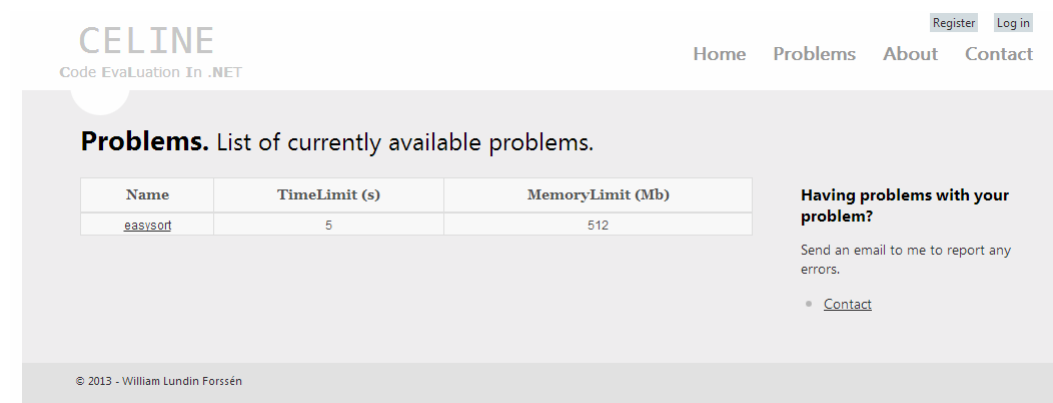 Register Log in
CELINE
Code EvaLuation In .NET
Home Problems About Contact
Problems. List of currently available problems.
Name TimeLimit (s) MemoryLimit (Mb)
easysort 5 512
Having problems with your
problem?
Send an email to me to report any
errors.
Contact
© 2013 - William Lundin Forssén